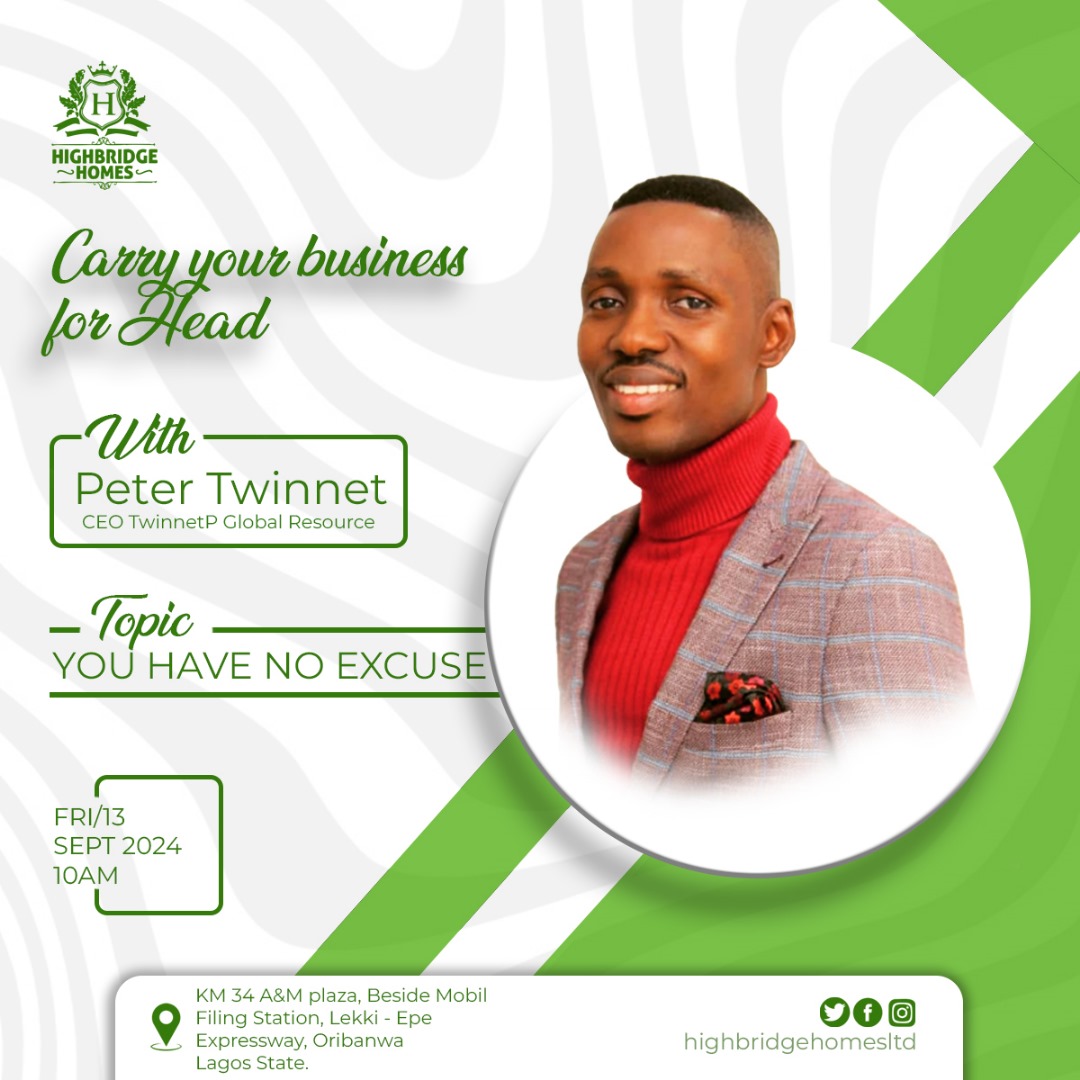 H
HIGHBRIDGE
HOMES
Carry your business
for Head
With
Peter Twinnet
CEO TwinnetP Global Resource
Topic
YOU HAVE NO EXCUSE
FRI/13
SEPT 2024
10AM
KM 34 A&M plaza, Beside Mobil
Filing Station, Lekki - Epe
Expressway, Oribanwa
Lagos State.
highbridgehomesltd